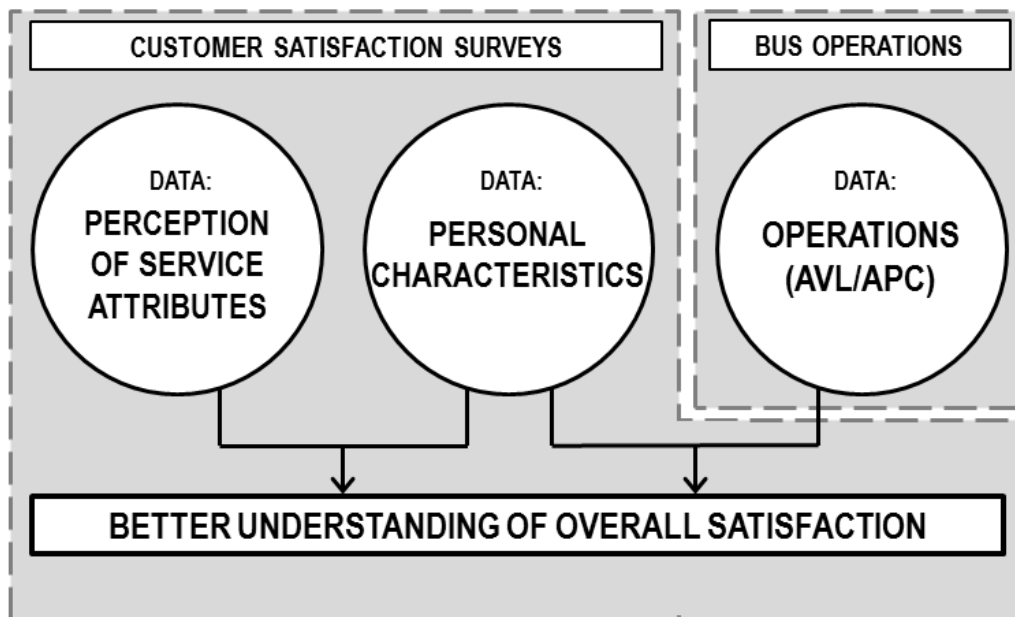 CUSTOMER SATISFACTION SURVEYS
BUS OPERATIONS
DATA:
PERCEPTION
OF SERVICE
ATTRIBUTES
DATA:
PERSONAL
CHARACTERISTICS
DATA:
OPERATIONS
(AVL/APC)
BETTER UNDERSTANDING OF OVERALL SATISFACTION